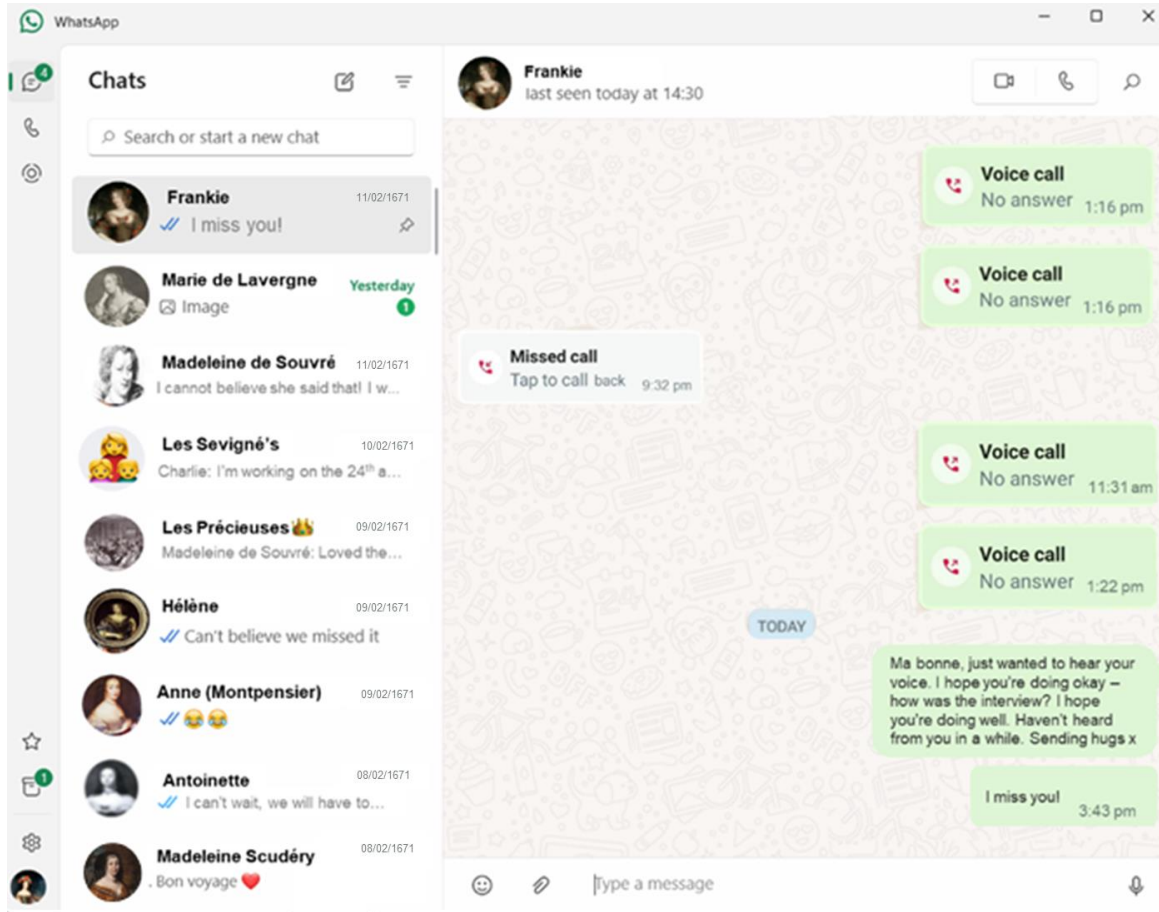 WhatsApp
4
Chats
Search or start a new chat
Frankie 11/02/1671
I miss you!
Marie de Lavergne Yesterday
Image 1
Madeleine de Souvré 11/02/1671
I cannot believe she said that! I w...
Les Sevigné's 10/02/1671
Charlie: I'm working on the 24th a...
Les Précieuses 09/02/1671
Madeleine de Souvré: Loved the...
Hélène 09/02/1671
Can't believe we missed it
Anne (Montpensier) 09/02/1671
Antoinette 08/02/1671
I can't wait, we will have to...
Madeleine Scudéry 08/02/1671
. Bon voyage ❤️
1
Frankie
last seen today at 14:30
Voice call
No answer 1:16 pm
Voice call
No answer 1:16 pm
Missed call
Tap to call back 9:32 pm
Voice call
No answer 11:31 am
Voice call
No answer 1:22 pm
TODAY
Ma bonne, just wanted to hear your
voice. I hope you're doing okay –
how was the interview? I hope
you're doing well. Haven't heard
from you in a while. Sending hugs x
I miss you!
3:43 pm
Type a message